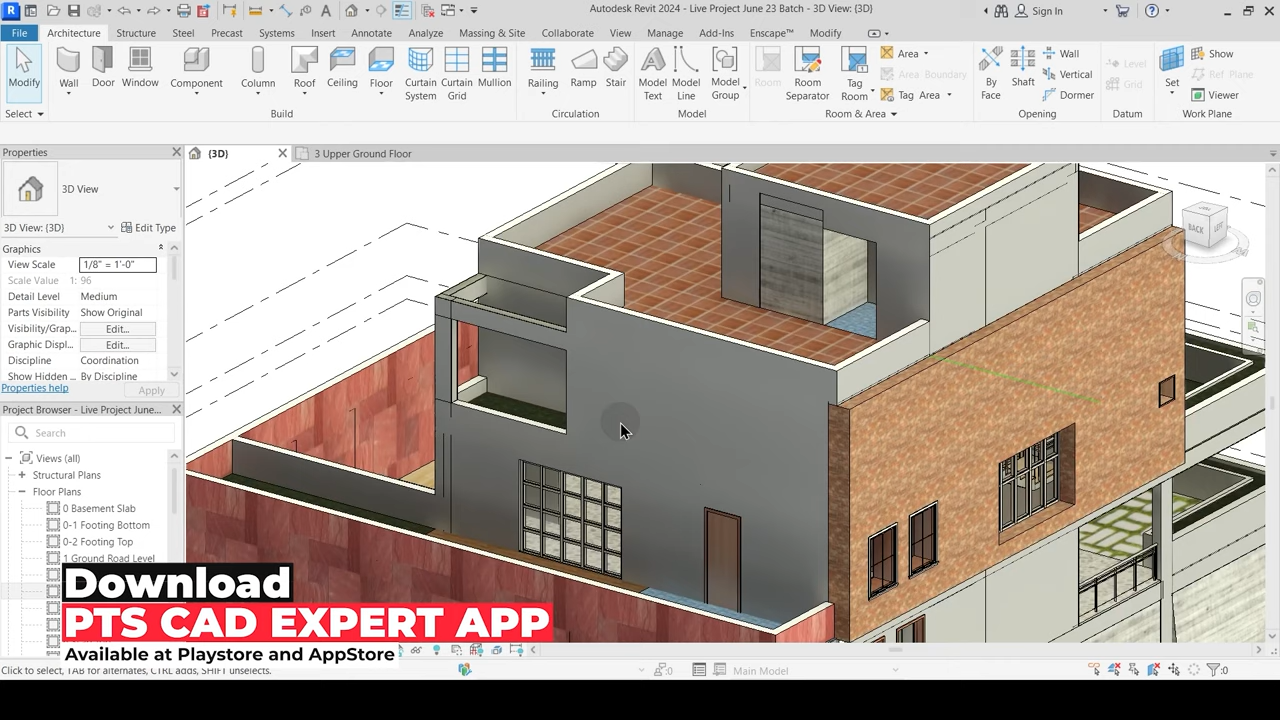 R
Autodesk Revit 2024 - Live Project June 23 Batch - 3D View: {3D}
Sign In
File Architecture Structure Steel Precast Systems Insert Annotate Analyze Massing & Site Collaborate View Manage Add-Ins Enscape™ Modify
Modify Wall Door Window Component Column Roof Ceiling Floor Curtain System Curtain Grid Mullion Railing Ramp Stair Model Text Model Line Model Group Room Room Separator Tag Room Area Area Boundary Tag Area By Face Shaft Wall Vertical Dormer Level Grid Set Show Ref Plane Viewer
Select Build Circulation Model Room & Area Opening Datum Work Plane
Properties
{3D} 3 Upper Ground Floor
3D View
3D View: {3D} Edit Type
Graphics
View Scale 1/8" = 1'-0"
Scale Value 1: 96
Detail Level Medium
Parts Visibility Show Original
Visibility/Grap... Edit...
Graphic Displ... Edit...
Discipline Coordination
Show Hidden By Discipline
Properties help Apply
Project Browser - Live Project June...
Search
Views (all)
Structural Plans
Floor Plans
0 Basement Slab
0-1 Footing Bottom
0-2 Footing Top
1 Ground Road Level
BACK
Download
PTS CAD EXPERT APP
Available at Playstore and AppStore
Click to select, TAB for alternates, CTRL adds, SHIFT unselects.
:0
Main Model
:0